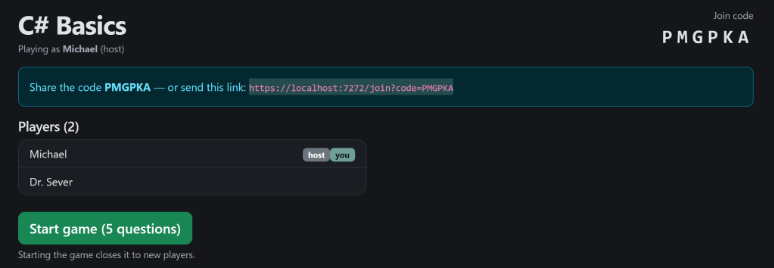 C# Basics
Playing as Michael (host)
Join code
PMGPKA
Share the code PMGPKA — or send this link: https://localhost:7272/join?code=PMGPKA
Players (2)
Michael host you
Dr. Sever
Start game (5 questions)
Starting the game closes it to new players.